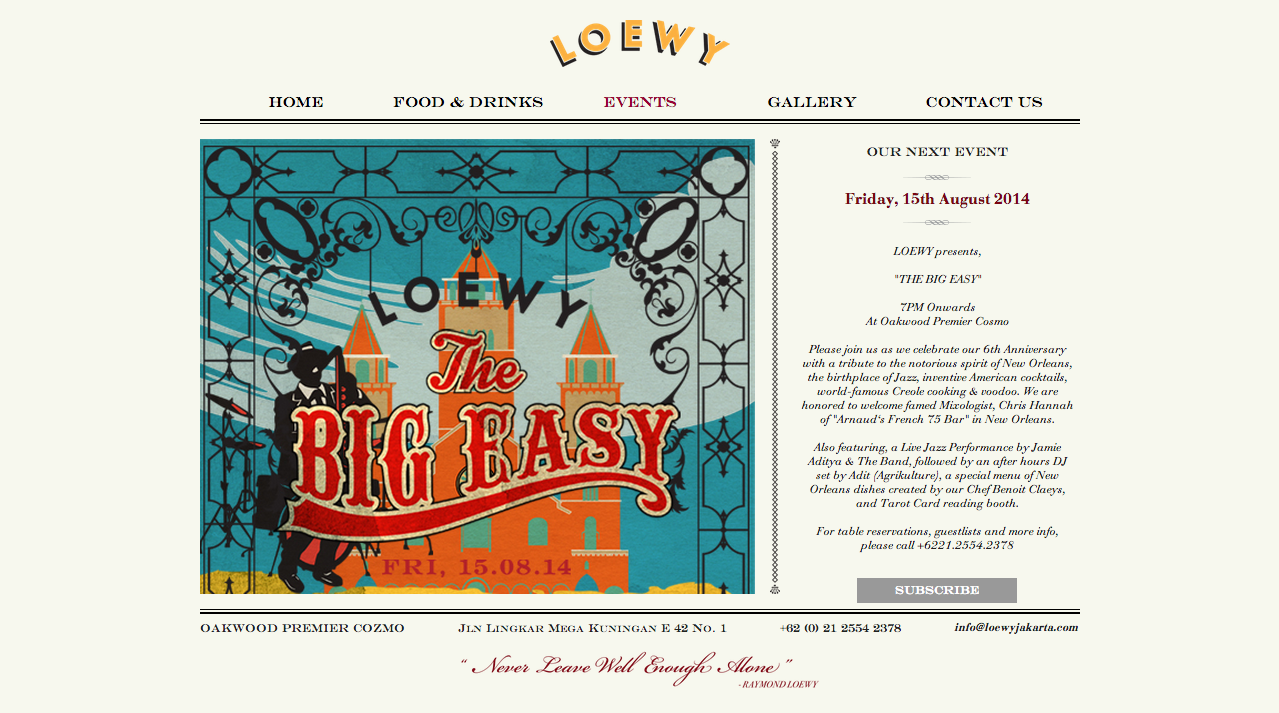 LOEWY
HOME
FOOD & DRINKS
EVENTS
GALLERY
CONTACT US
LOEWY
The
BIG EASY
FRI, 15.08.14
OUR NEXT EVENT
Friday, 15th August 2014
LOEWY presents,
"THE BIG EASY"
7PM Onwards
At Oakwood Premier Cosmo
Please join us as we celebrate our 6th Anniversary
with a tribute to the notorious spirit of New Orleans,
the birthplace of Jazz, inventive American cocktails,
world-famous Creole cooking & voodoo. We are
honored to welcome famed Mixologist, Chris Hannah
of "Arnaud's French 75 Bar" in New Orleans.
Also featuring, a Live Jazz Performance by Jamie
Aditya & The Band, followed by an after hours DJ
set by Adit (Agrikulture), a special menu of New
Orleans dishes created by our Chef Benoit Claeys,
and Tarot Card reading booth.
For table reservations, guestlists and more info,
please call +6221.2554.2378
SUBSCRIBE
OAKWOOD PREMIER COZMO
Jln Lingkar Mega Kuningan E 42 No. 1
+62 (0) 21 2554 2378
info@loewyjakarta.com
“ Never Leave Well Enough Alone ”
- RAYMOND LOEWY